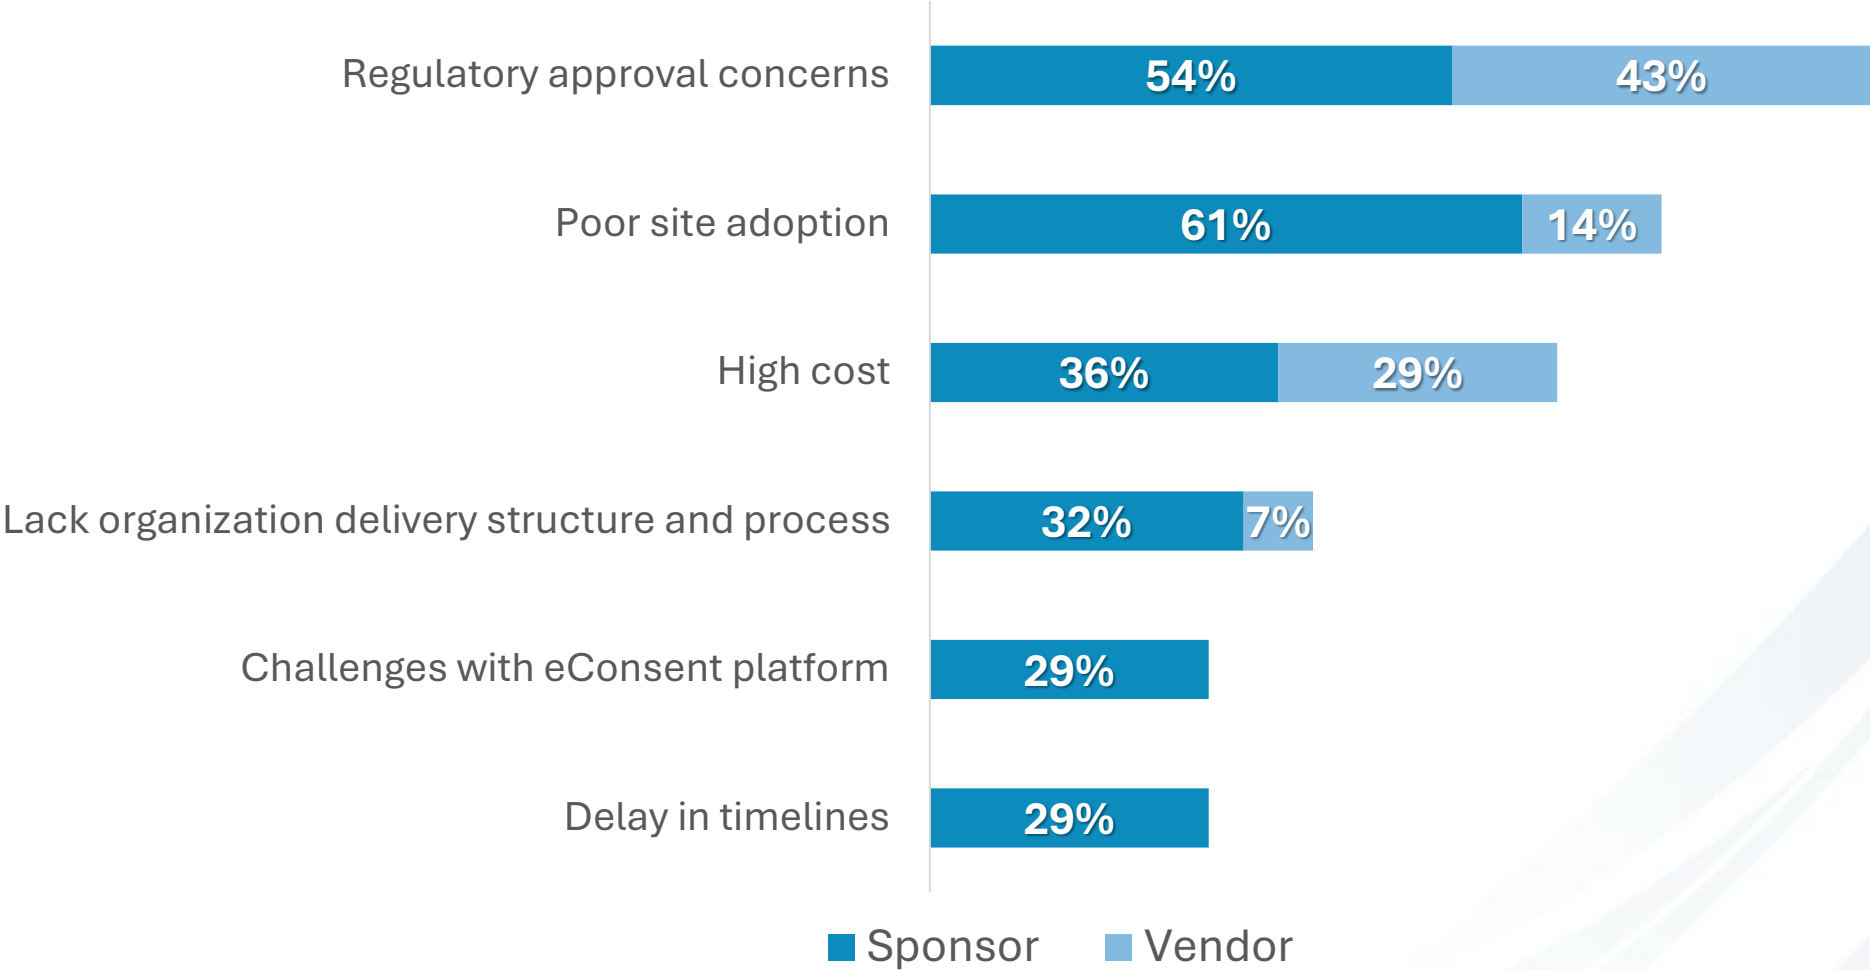 Regulatory approval concerns 54% 43%
Poor site adoption 61% 14%
High cost 36% 29%
Lack organization delivery structure and process 32% 7%
Challenges with eConsent platform 29%
Delay in timelines 29%
Sponsor Vendor